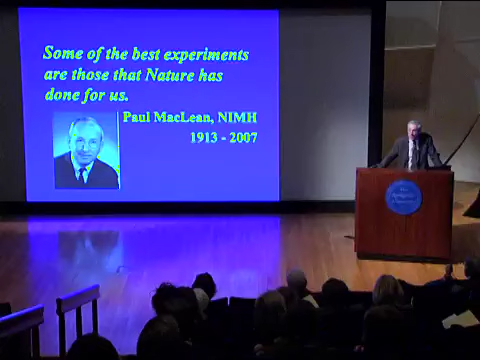 Some of the best experiments
are those that Nature has
done for us.
Paul MacLean, NIMH
1913 - 2007